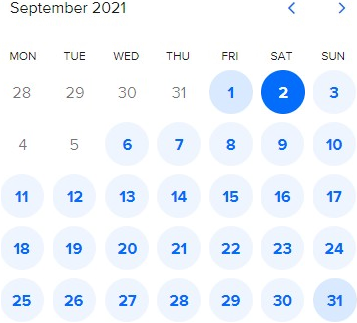 September 2021
MON TUE WED THU FRI SAT SUN
28 29 30 31 1 2 3
4 5 6 7 8 9 10
11 12 13 14 15 16 17
18 19 20 21 22 23 24
25 26 27 28 29 30 31